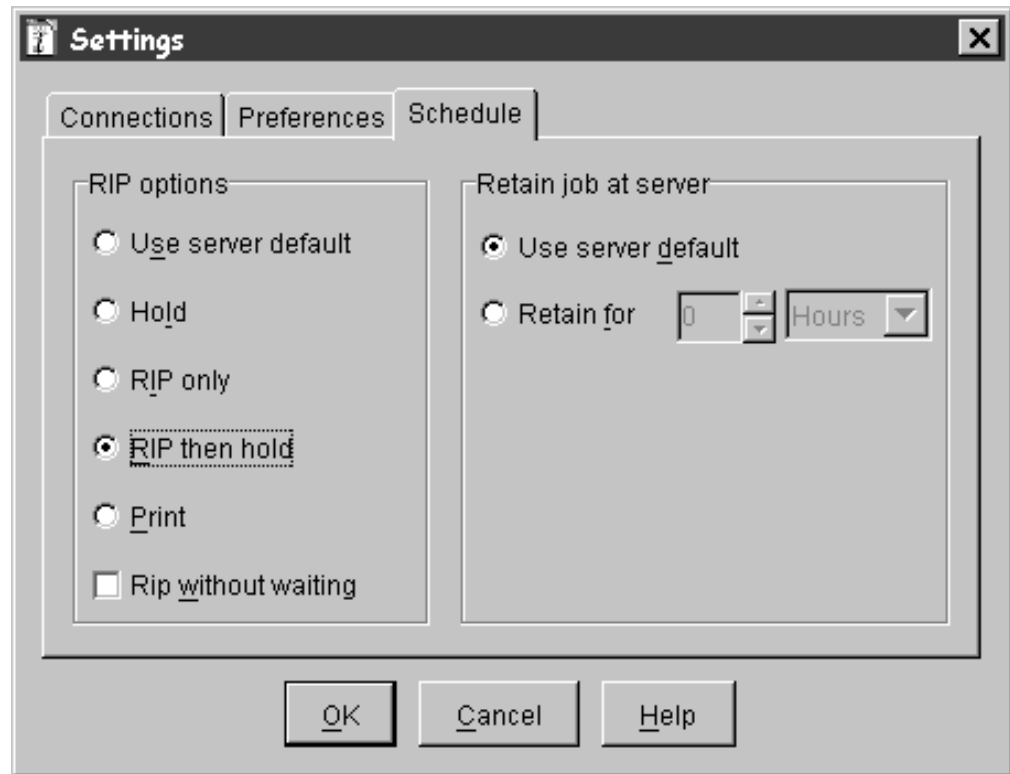 Settings
Connections Preferences Schedule
RIP options
Use server default
Hold
RIP only
RIP then hold
Print
Rip without waiting
Retain job at server
Use server default
Retain for 0 Hours
OK Cancel Help